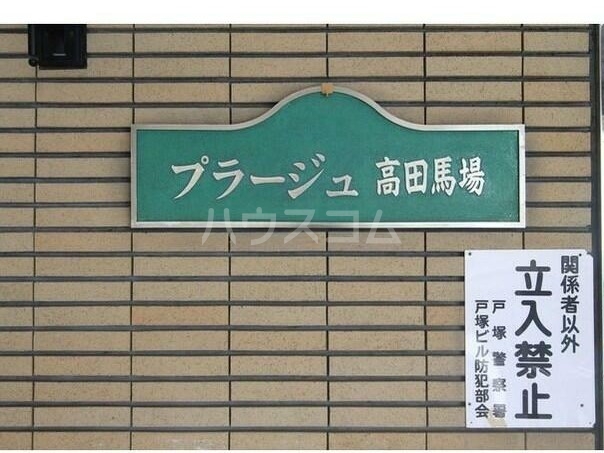 プラージュ 高田馬場
ハウスコム
関係者以外
立入禁止
戸塚警察署
戸塚ビル防犯部会